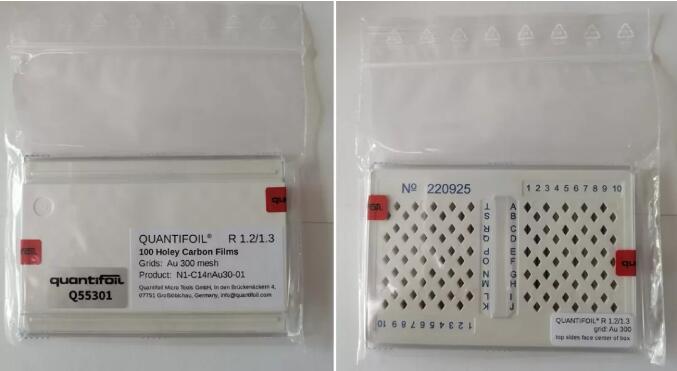 QUANTIFOIL® R 1.2/1.3
100 Holey Carbon Films
Grids: Au 300 mesh
Product: N1-C14nAu30-01
Quantifoil Micro Tools GmbH, In den Brückenäckern 4,
07751 Großlöbichau, Germany, info@quantifoil.com
quantifoil
Q55301
qu
Nº 220925
1 2 3 4 5 6 7 8 9 10
A
B
C
D
E
F
G
H
I
J
K
L
M
N
O
P
Q
R
S
T
1 2 3 4 5 6 7 8 9 10
qu
QUANTIFOIL® R 1.2/1.3
grid: Au 300
top sides face center of box